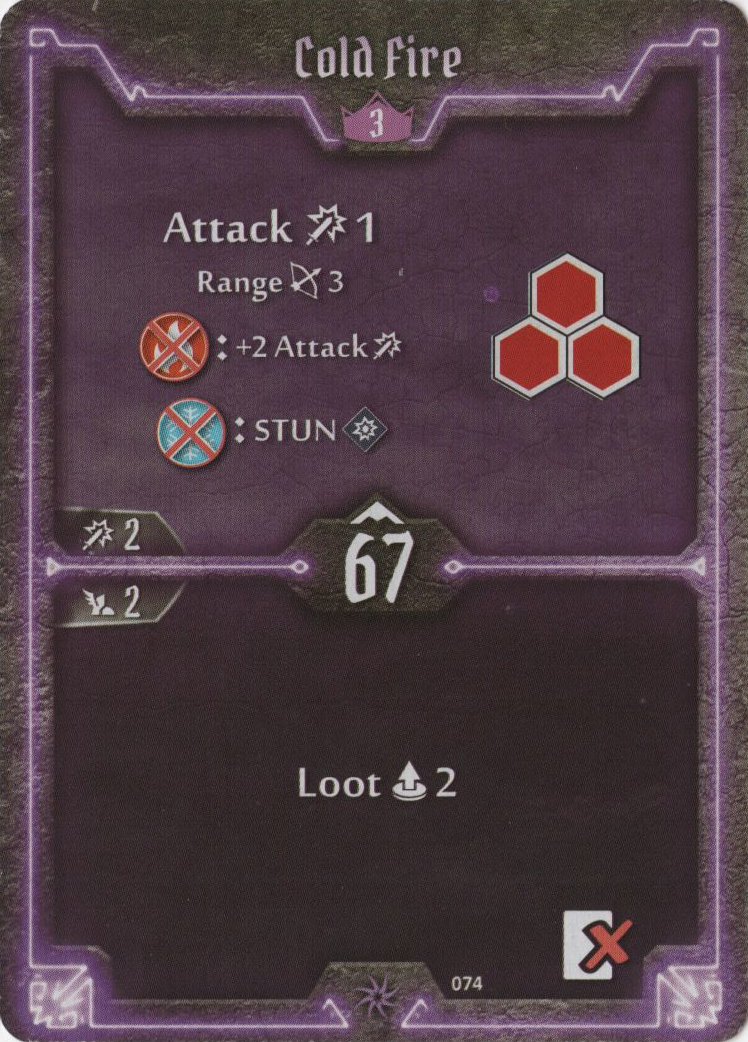 Cold Fire
3
Attack 1
Range 3
: +2 Attack
: STUN
2
67
2
Loot 2
074